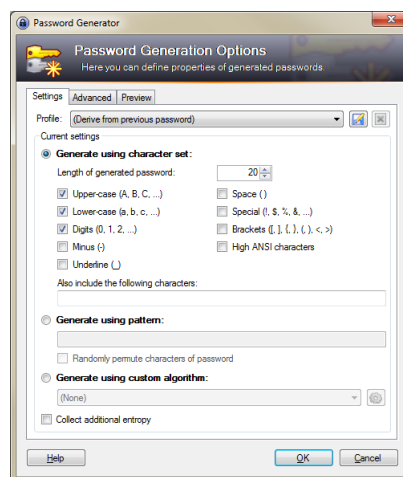 Password Generator
Password Generation Options
Here you can define properties of generated passwords.
Settings Advanced Preview
Profile: (Derive from previous password)
Current settings
Generate using character set:
Length of generated password: 20
Upper-case (A, B, C, ...) Space ( )
Lower-case (a, b, c, ...) Special (!, $, %, &, ...)
Digits (0, 1, 2, ...) Brackets ([, ], {, }, (, ), <, >)
Minus (-) High ANSI characters
Underline (_)
Also include the following characters:
Generate using pattern:
Randomly permute characters of password
Generate using custom algorithm:
(None)
Collect additional entropy
Help OK Cancel